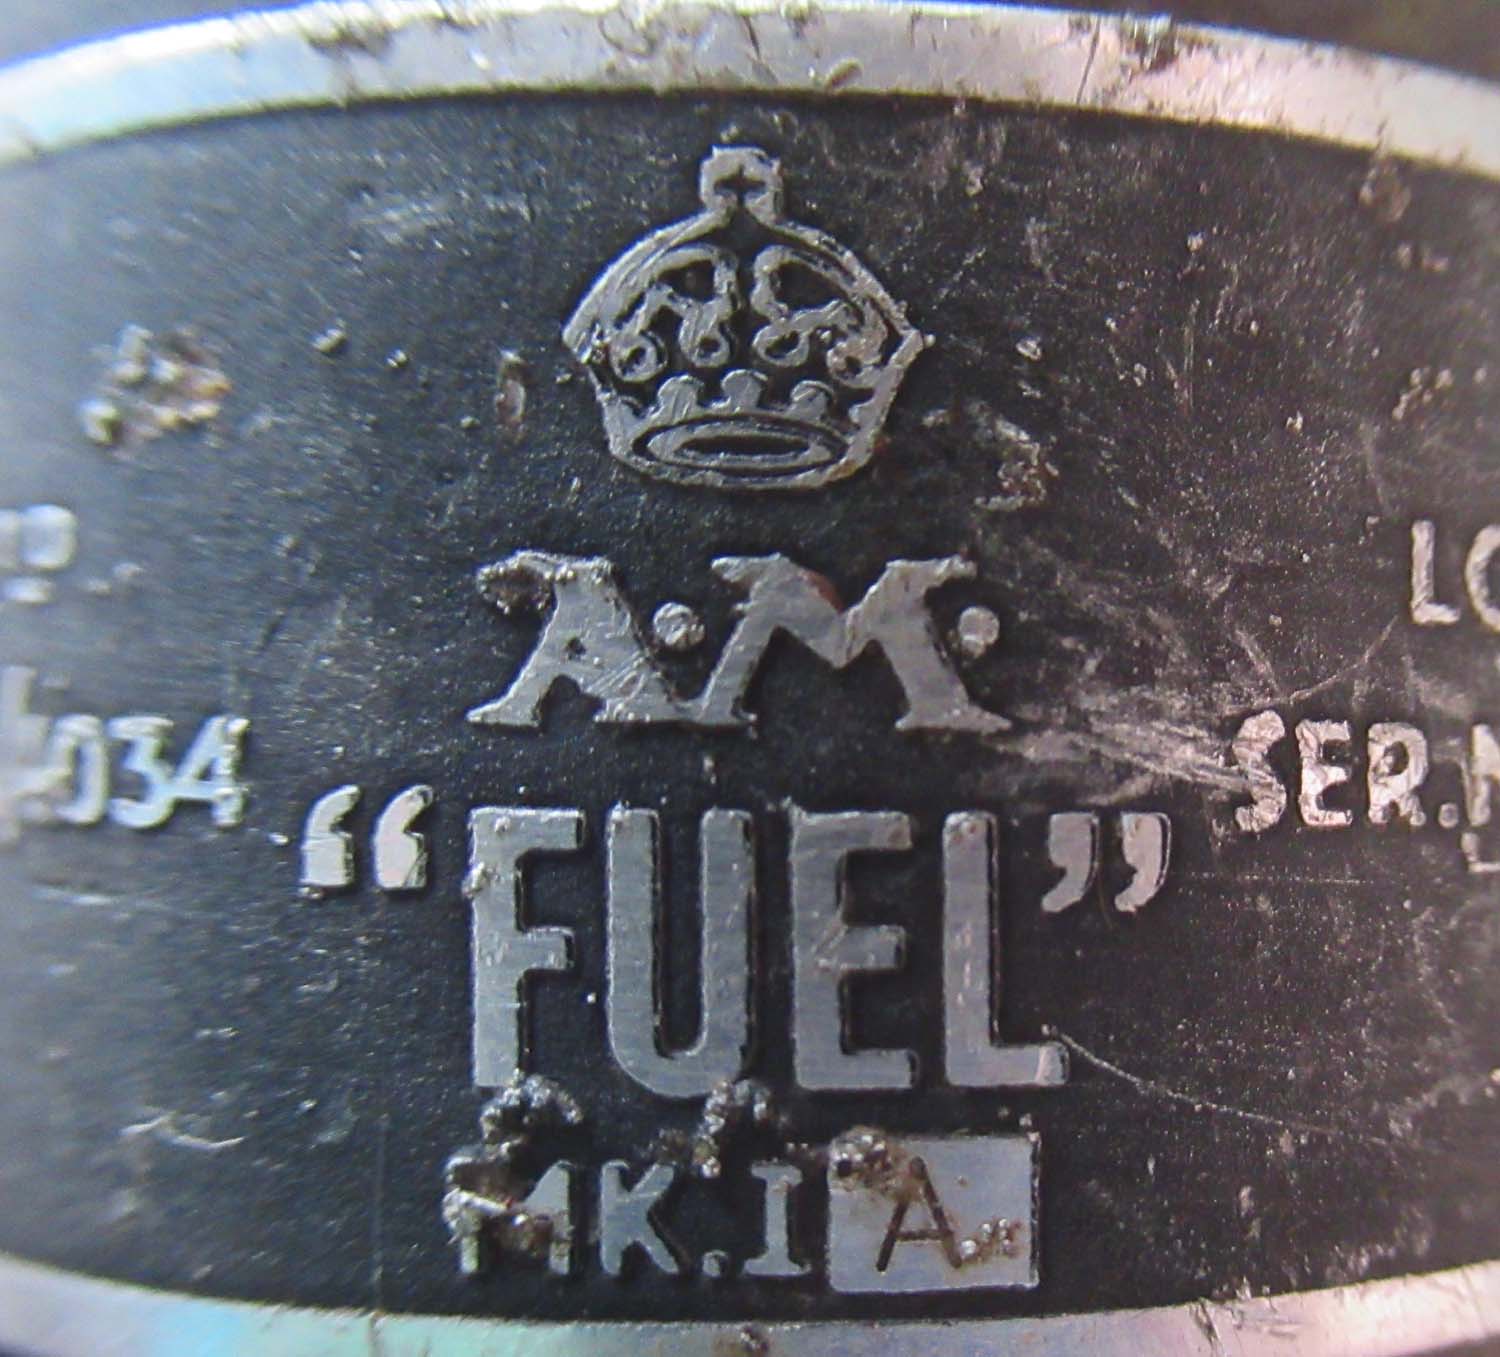 A.M.
034 SER.
“FUEL”
MK.I A